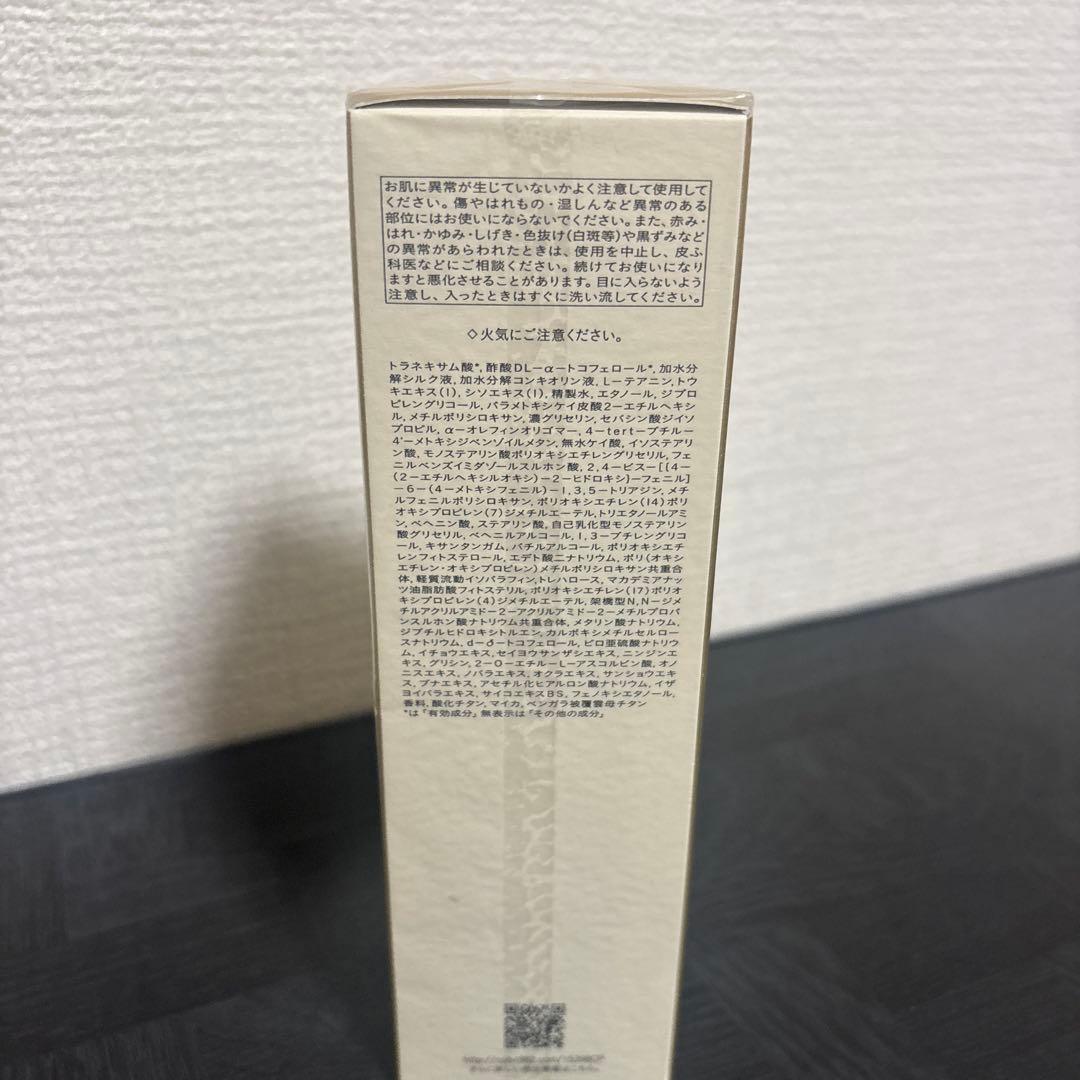 お肌に異常が生じていないかよく注意して使用して
ください。傷やはれもの・湿しんなど異常のある
部位にはお使いにならないでください。また、赤み・
はれ・かゆみ・しげき・色抜け(白斑等)や黒ずみなど
の異常があらわれたときは、使用を中止し、皮ふ
科医などにご相談ください。続けてお使いになり
ますと悪化させることがあります。目に入らないよう
注意し、入ったときはすぐに洗い流してください。
◇火気にご注意ください。
トラネキサム酸*, 酢酸DL-α-トコフェロール*, 加水分
解シルク液, 加水分解コンキオリン液, L-テアニン, トウ
キエキス(1), シソエキス(1), 精製水, エタノール, ジプロ
ピレングリコール, パラメトキシケイ皮酸2-エチルヘキシ
ル, メチルポリシロキサン, 濃グリセリン, セバシン酸ジイソ
プロピル, α-オレフィンオリゴマー, 4-tert-ブチル-
4'-メトキシジベンゾイルメタン, 無水ケイ酸, イソステアリ
ン酸, モノステアリン酸ポリオキシエチレングリセリル, フェ
ニルベンズイミダゾールスルホン酸, 2,4-ビス-[{4-
(2-エチルヘキシルオキシ)-2-ヒドロキシ}-フェニル]
-6-(4-メトキシフェニル)-1,3,5-トリアジン, メチ
ルフェニルポリシロキサン, ポリオキシエチレン(14)ポリ
オキシプロピレン(7)ジメチルエーテル, トリエタノールアミ
ン, ベヘニン酸, ステアリン酸, 自己乳化型モノステアリン
酸グリセリル, ベヘニルアルコール, 1,3-ブチレングリコ
ール, キサンタンガム, バチルアルコール, ポリオキシエチ
レンフィトステロール, エデト酸二ナトリウム, ポリ(オキシ
エチレン・オキシプロピレン)メチルポリシロキサン共重合
体, 軽質流動イソパラフィン, トレハロース, マカデミアナッ
ツ油脂肪酸フィトステリル, ポリオキシエチレン(17)ポリオ
キシプロピレン(4)ジメチルエーテル, 架橋型N,N-ジメ
チルアクリルアミド-2-アクリルアミド-2-メチルプロパ
ンスルホン酸ナトリウム共重合体, メタリン酸ナトリウム,
ジブチルヒドロキシトルエン, カルボキシメチルセルロー
スナトリウム, d-δ-トコフェロール, ピロ亜硫酸ナトリウ
ム, イチョウエキス, セイヨウサンザシエキス, ニンジンエ
キス, グリシン, 2-O-エチル-L-アスコルビン酸, オノ
ニスエキス, ノバラエキス, オクラエキス, サンショウエキ
ス, ブナエキス, アセチル化ヒアルロン酸ナトリウム, イザ
ヨイバラエキス, サイコエキスBS, フェノキシエタノール,
香料, 酸化チタン, マイカ, ベンガラ被覆雲母チタン
*は「有効成分」無表示は「その他の成分」